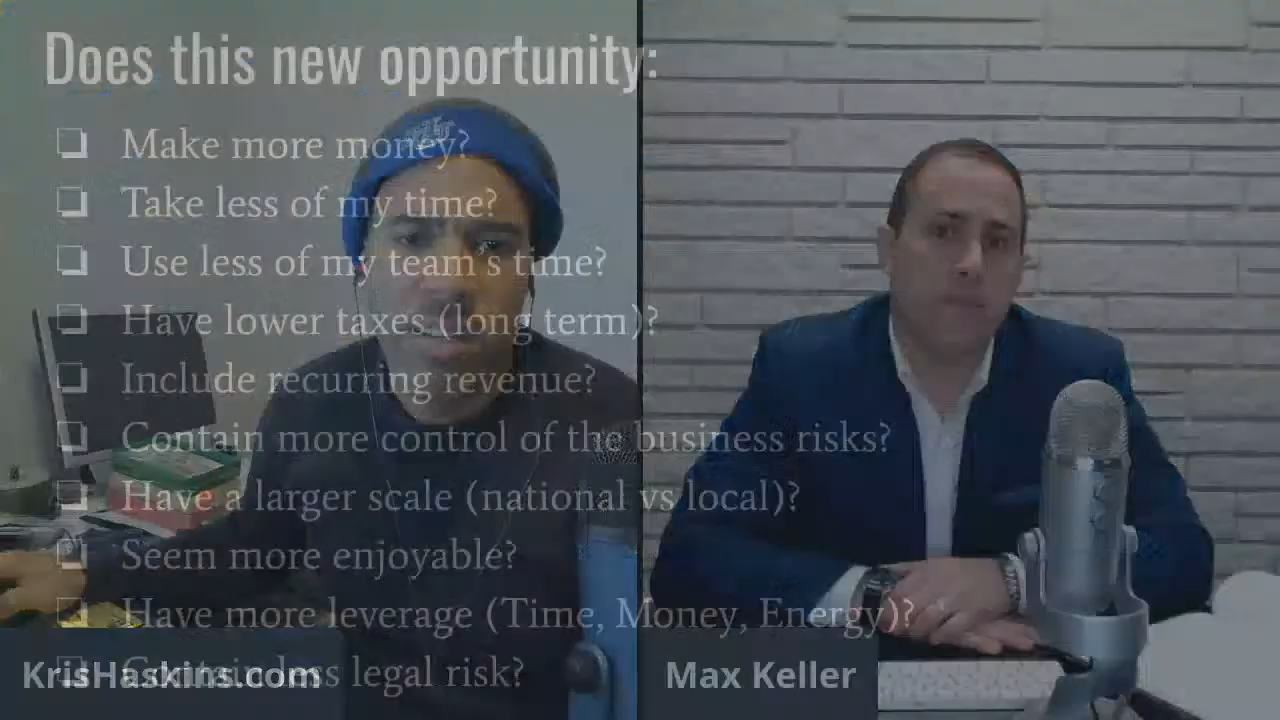 Does this new opportunity:
❏ Make more money?
❏ Take less of my time?
❏ Use less of my team's time?
❏ Have lower taxes (long term)?
❏ Include recurring revenue?
❏ Contain more control of the business risks?
❏ Have a larger scale (national vs local)?
❏ Seem more enjoyable?
❏ Have more leverage (Time, Money, Energy)?
❏ Contain less legal risk?
KrisHaskins.com
Max Keller